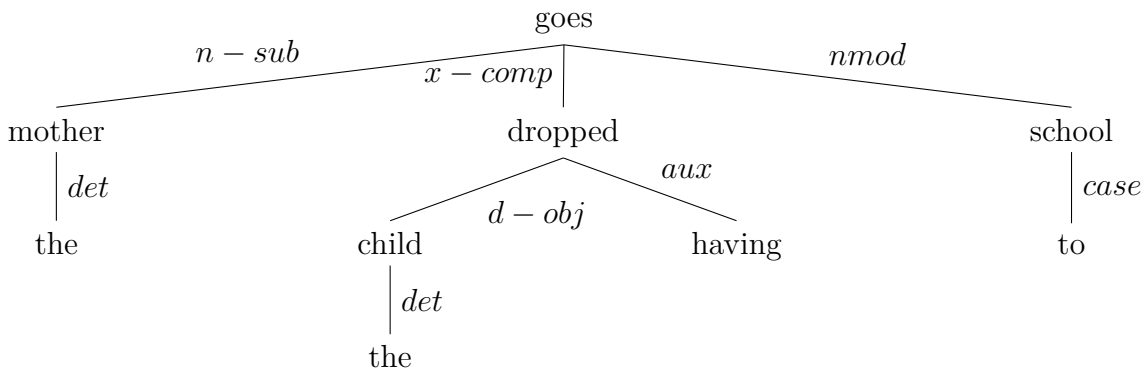 goes
n − sub
x − comp
nmod
mother
dropped
school
det
d − obj
aux
case
the
child
having
to
det
the